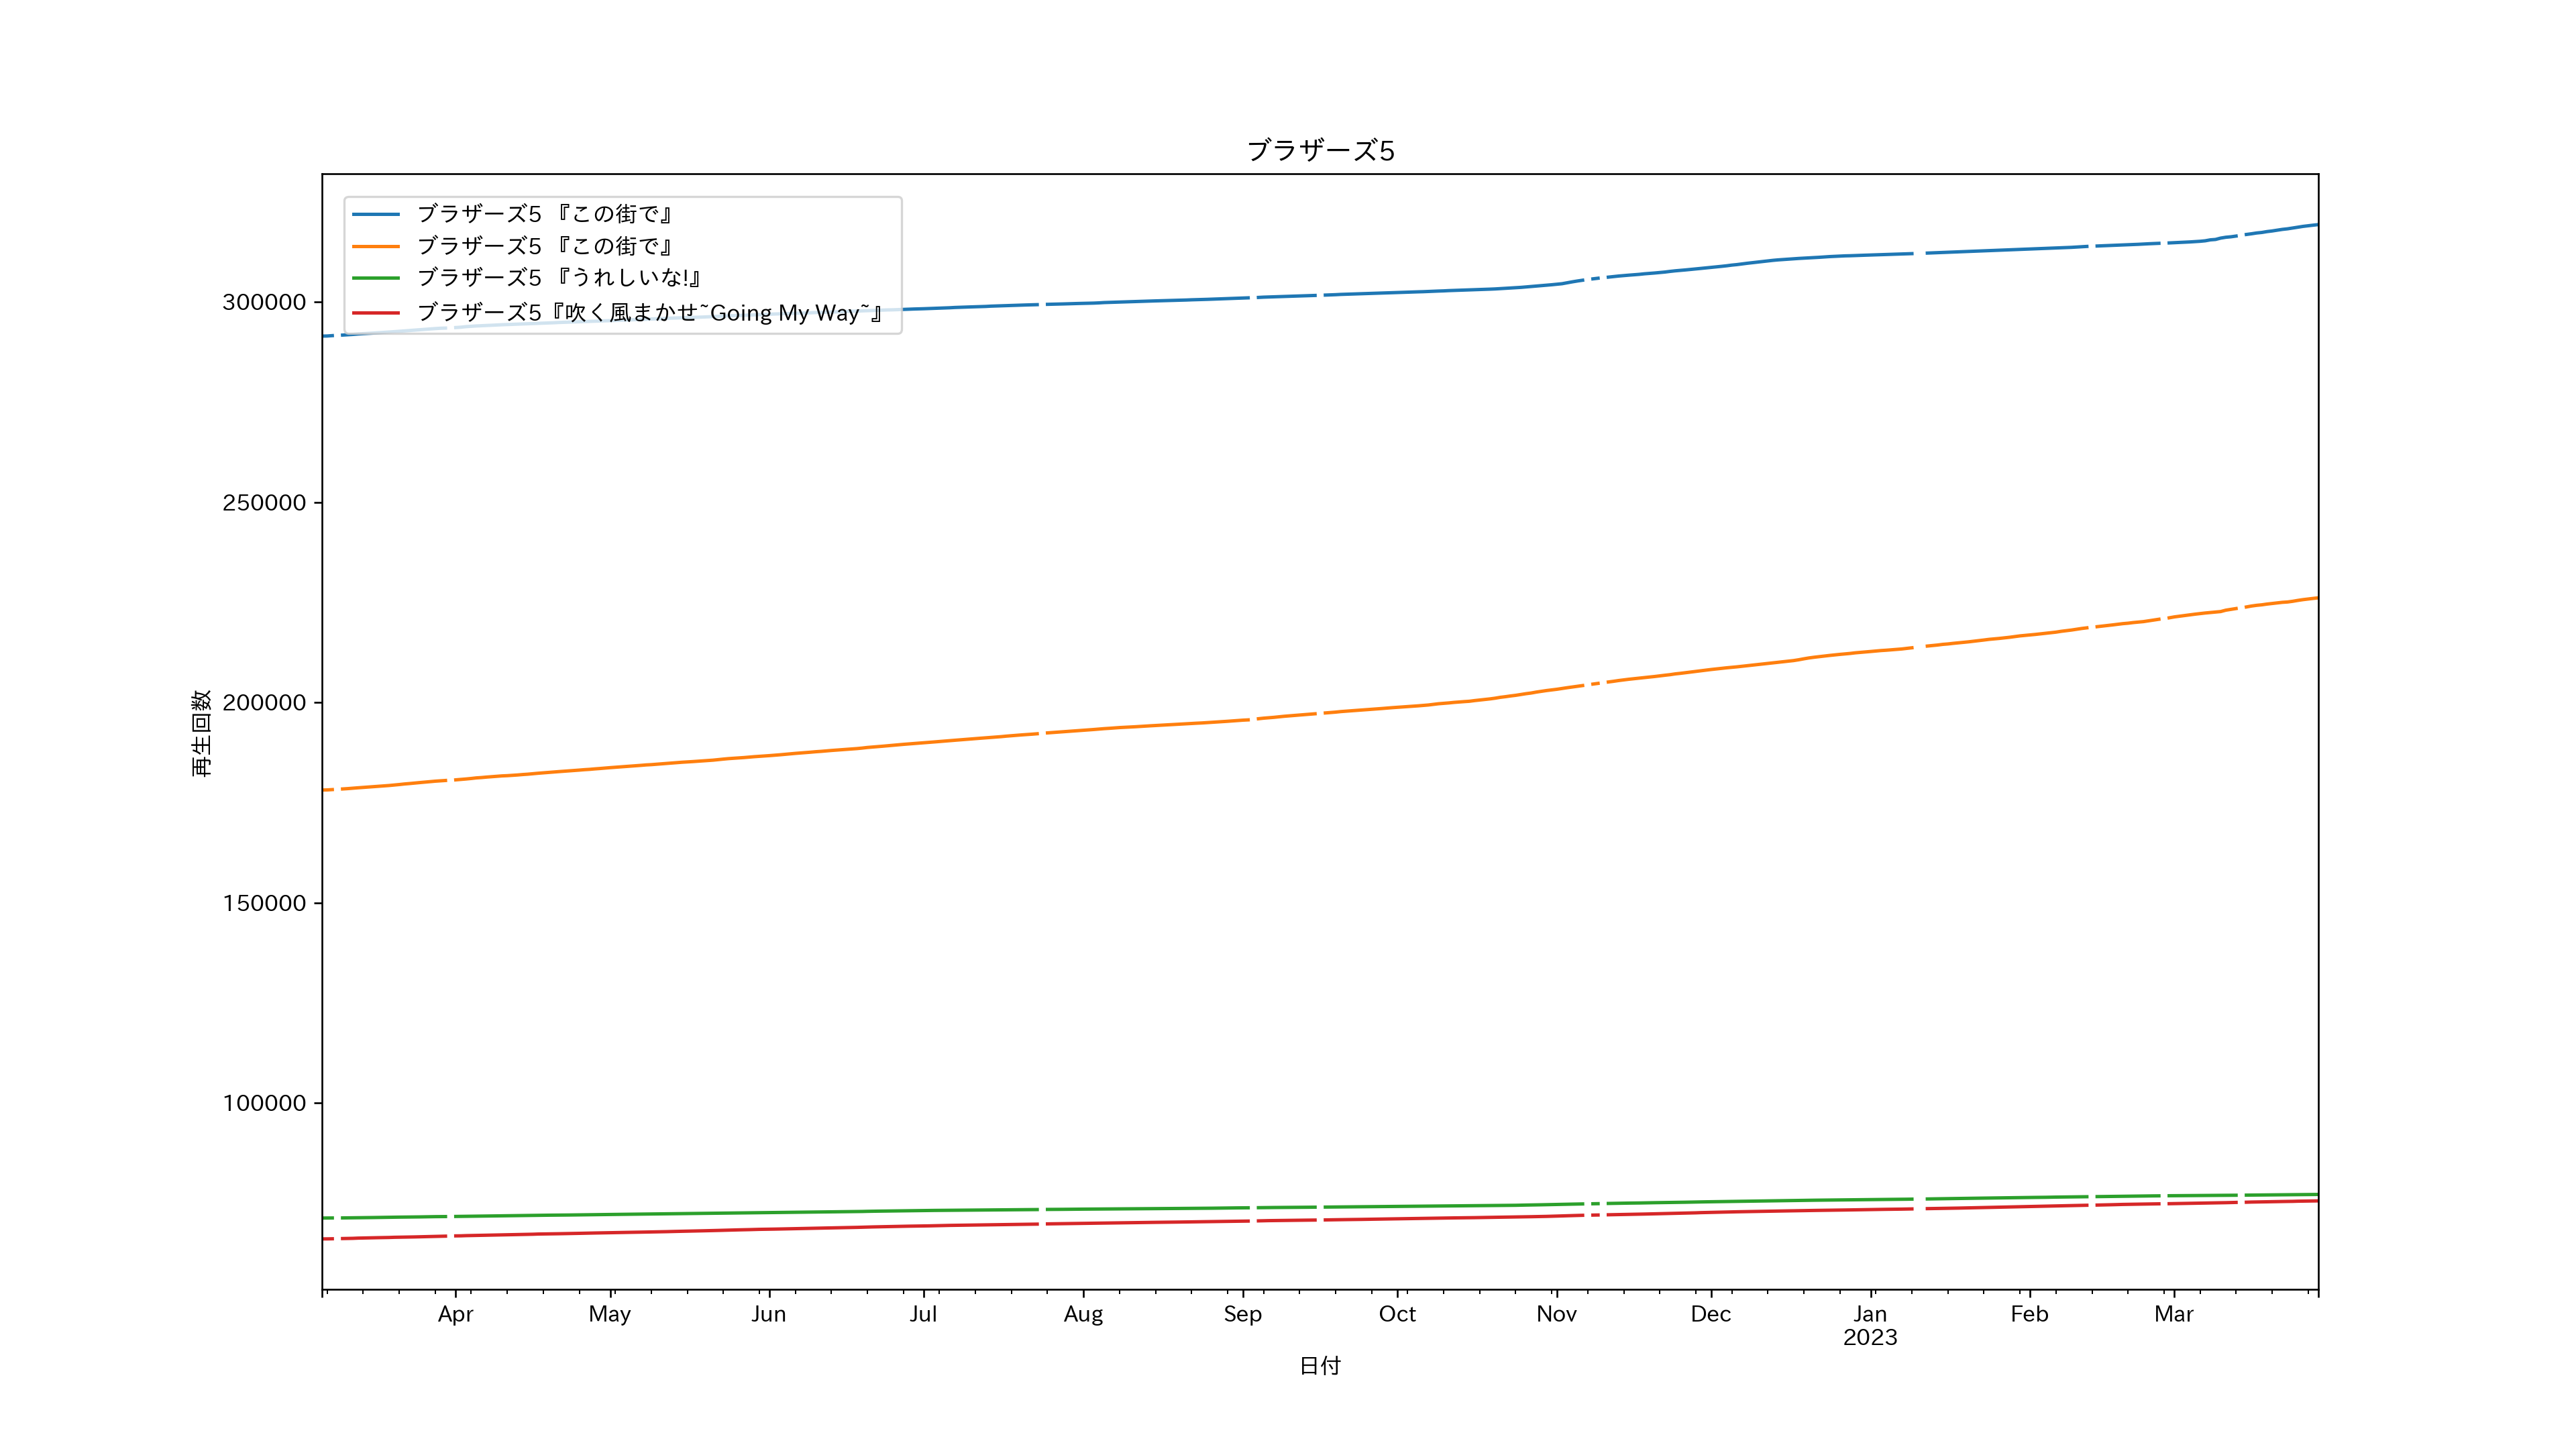 ブラザーズ5
ブラザーズ5 『この街で』
ブラザーズ5 『この街で』
ブラザーズ5 『うれしいな!』
ブラザーズ5『吹く風まかせ~Going My Way~』
300000
250000
200000
150000
100000
再生回数
Apr May Jun Jul Aug Sep Oct Nov Dec Jan Feb Mar
2023
日付